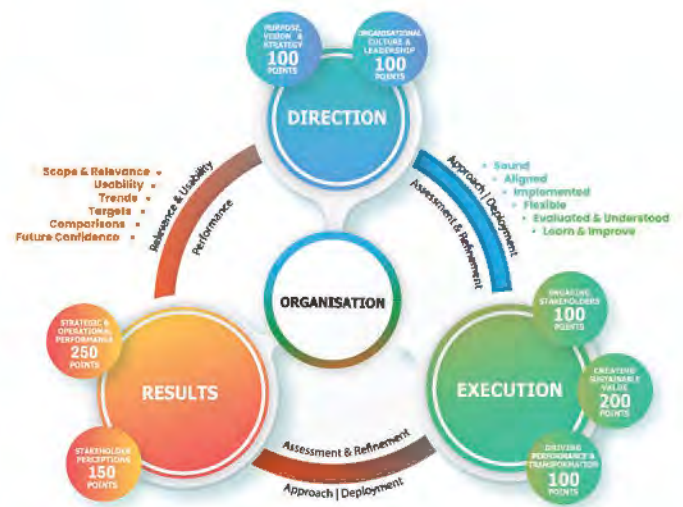 PURPOSE,
VISION &
STRATEGY
100
POINTS
ORGANISATIONAL
CULTURE &
LEADERSHIP
100
POINTS
DIRECTION
Scope & Relevance
Usability
Trends
Targets
Comparisons
Future Confidence
Relevance & Usability
Performance
Approach | Deployment
Assessment & Refinement
Sound
Aligned
Implemented
Flexible
Evaluated & Understood
Learn & Improve
ORGANISATION
STRATEGIC &
OPERATIONAL
PERFORMANCE
250
POINTS
RESULTS
STAKEHOLDER
PERCEPTIONS
150
POINTS
ENGAGING
STAKEHOLDERS
100
POINTS
CREATING
SUSTAINABLE
VALUE
200
POINTS
EXECUTION
DRIVING
PERFORMANCE &
TRANSFORMATION
100
POINTS
Assessment & Refinement
Approach | Deployment